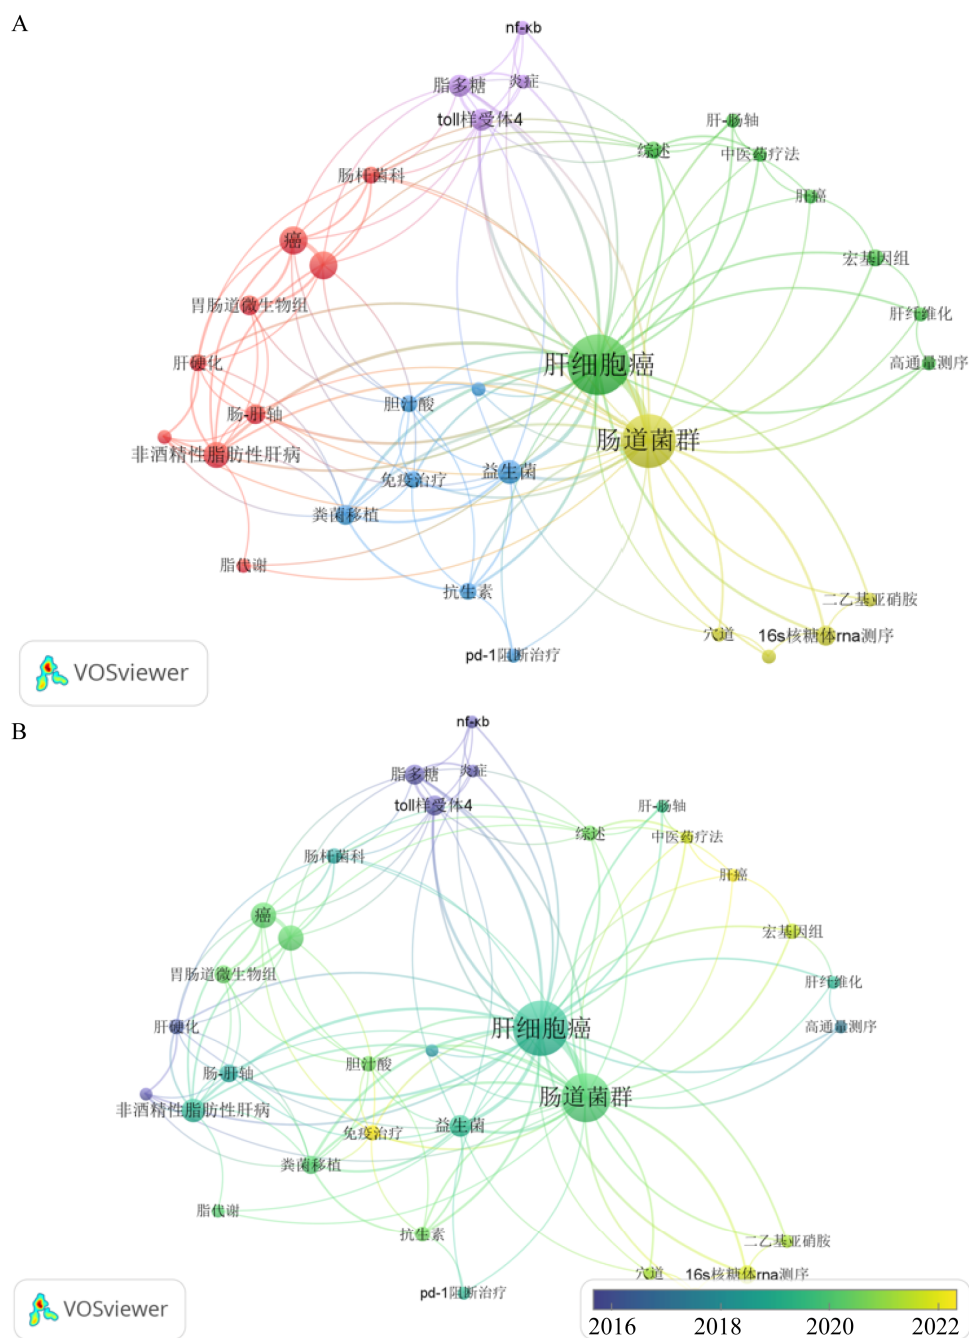 A
nf-κb
脂多糖
炎症
toll样受体4
肝-肠轴
综述
中医药疗法
肠杆菌科
肝癌
癌
宏基因组
胃肠道微生物组
肝纤维化
肝硬化
肝细胞癌
高通量测序
胆汁酸
肠-肝轴
肠道菌群
非酒精性脂肪性肝病
益生菌
免疫治疗
粪菌移植
脂代谢
抗生素
二乙基亚硝胺
穴道
16s核糖体rna测序
pd-1阻断治疗
VOSviewer
B
nf-κb
脂多糖
炎症
toll样受体4
肝-肠轴
综述
中医药疗法
肠杆菌科
肝癌
癌
宏基因组
胃肠道微生物组
肝纤维化
肝硬化
肝细胞癌
高通量测序
胆汁酸
肠-肝轴
肠道菌群
非酒精性脂肪性肝病
益生菌
免疫治疗
粪菌移植
脂代谢
抗生素
二乙基亚硝胺
穴道
16s核糖体rna测序
pd-1阻断治疗
VOSviewer
2016 2018 2020 2022